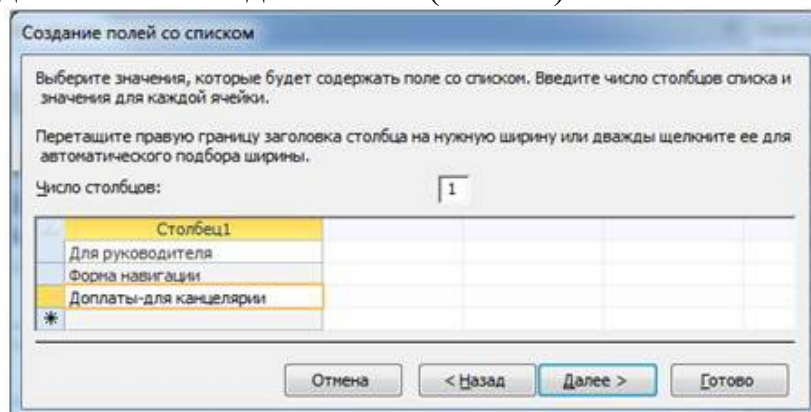 Создание полей со списком
Выберите значения, которые будет содержать поле со списком. Введите число столбцов списка и
значения для каждой ячейки.
Перетащите правую границу заголовка столбца на нужную ширину или дважды щелкните ее для
автоматического подбора ширины.
Число столбцов: 1
Столбец1
Для руководителя
Форма навигации
Доплаты-для канцелярии
Отмена < Назад Далее > Готово